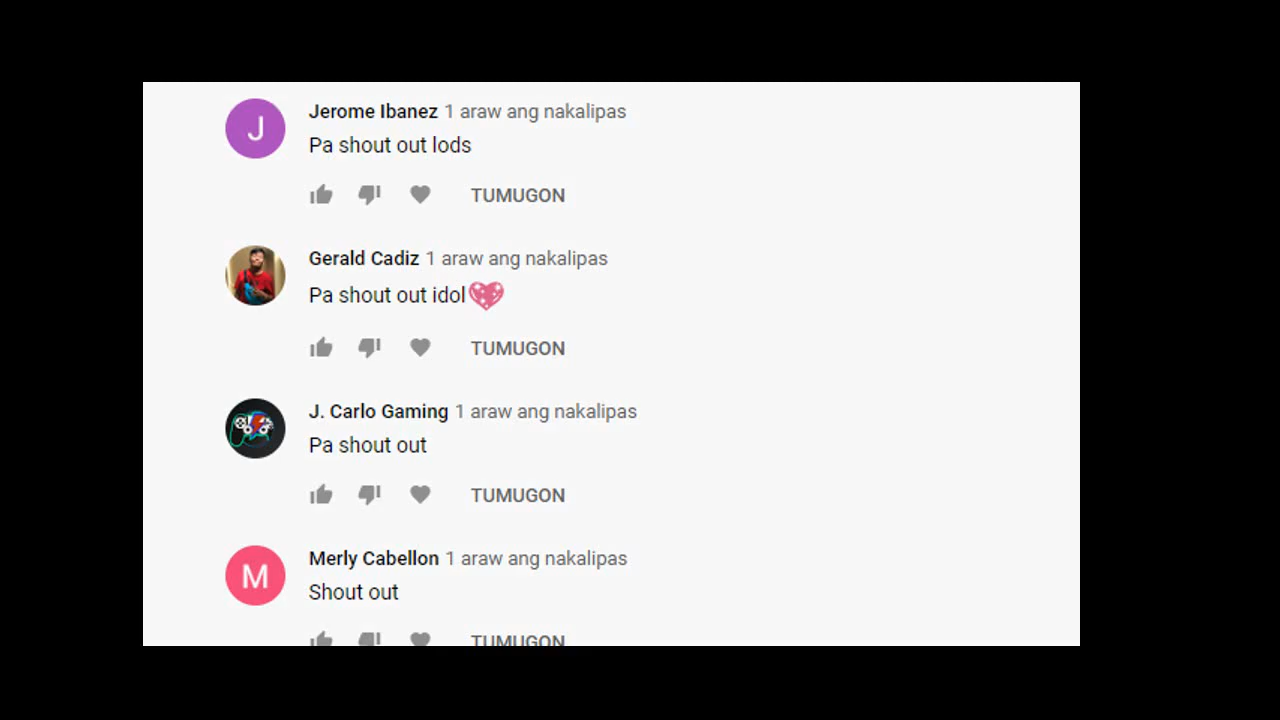 J
Jerome Ibanez 1 araw ang nakalipas
Pa shout out lods
TUMUGON
Gerald Cadiz 1 araw ang nakalipas
Pa shout out idol💖
TUMUGON
J. Carlo Gaming 1 araw ang nakalipas
Pa shout out
TUMUGON
M
Merly Cabellon 1 araw ang nakalipas
Shout out
TUMUGON